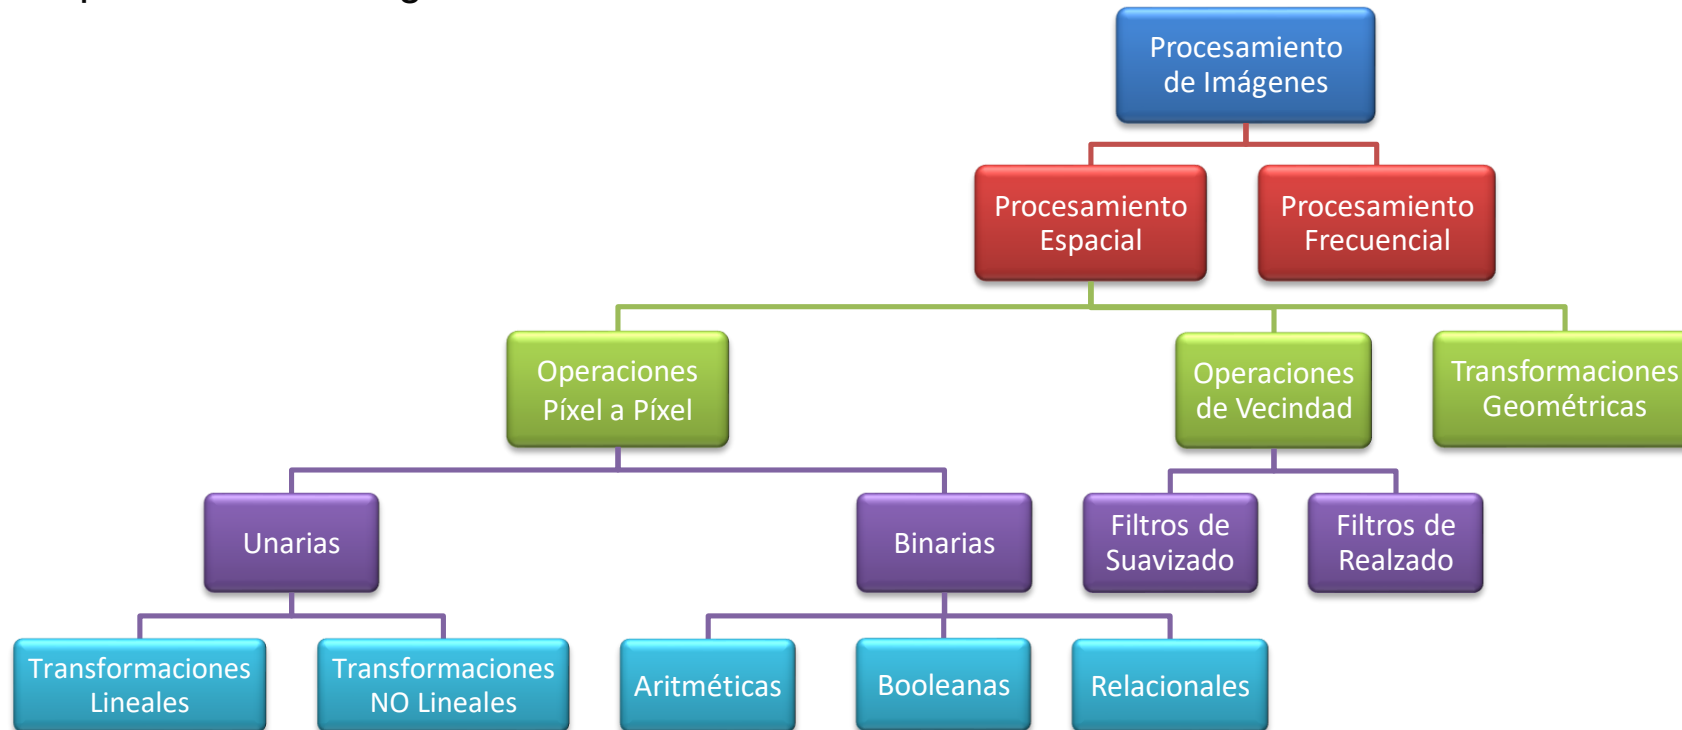 Procesamiento
de Imágenes
Procesamiento
Espacial
Procesamiento
Frecuencial
Operaciones
Píxel a Píxel
Operaciones
de Vecindad
Transformaciones
Geométricas
Unarias
Binarias
Filtros de
Suavizado
Filtros de
Realzado
Transformaciones
Lineales
Transformaciones
NO Lineales
Aritméticas
Booleanas
Relacionales